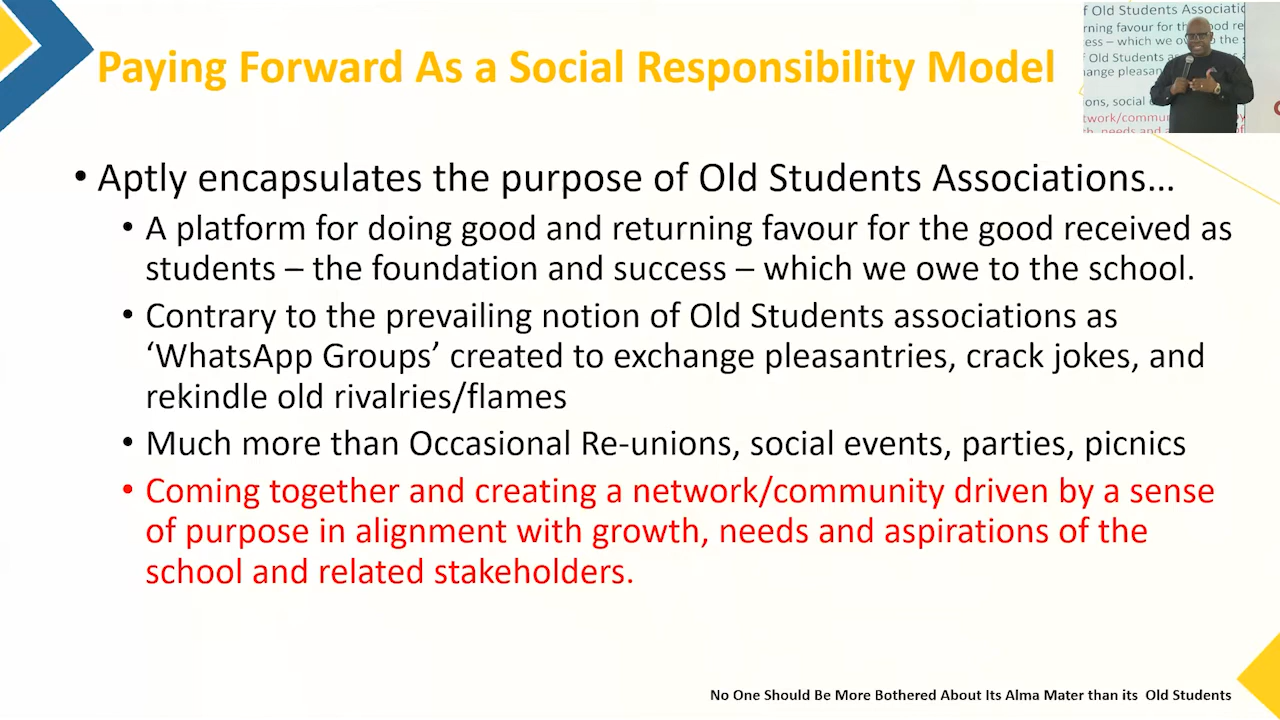 Paying Forward As a Social Responsibility Model
• Aptly encapsulates the purpose of Old Students Associations…
• A platform for doing good and returning favour for the good received as
students – the foundation and success – which we owe to the school.
• Contrary to the prevailing notion of Old Students associations as
‘WhatsApp Groups’ created to exchange pleasantries, crack jokes, and
rekindle old rivalries/flames
• Much more than Occasional Re-unions, social events, parties, picnics
• Coming together and creating a network/community driven by a sense
of purpose in alignment with growth, needs and aspirations of the
school and related stakeholders.
No One Should Be More Bothered About Its Alma Mater than its Old Students